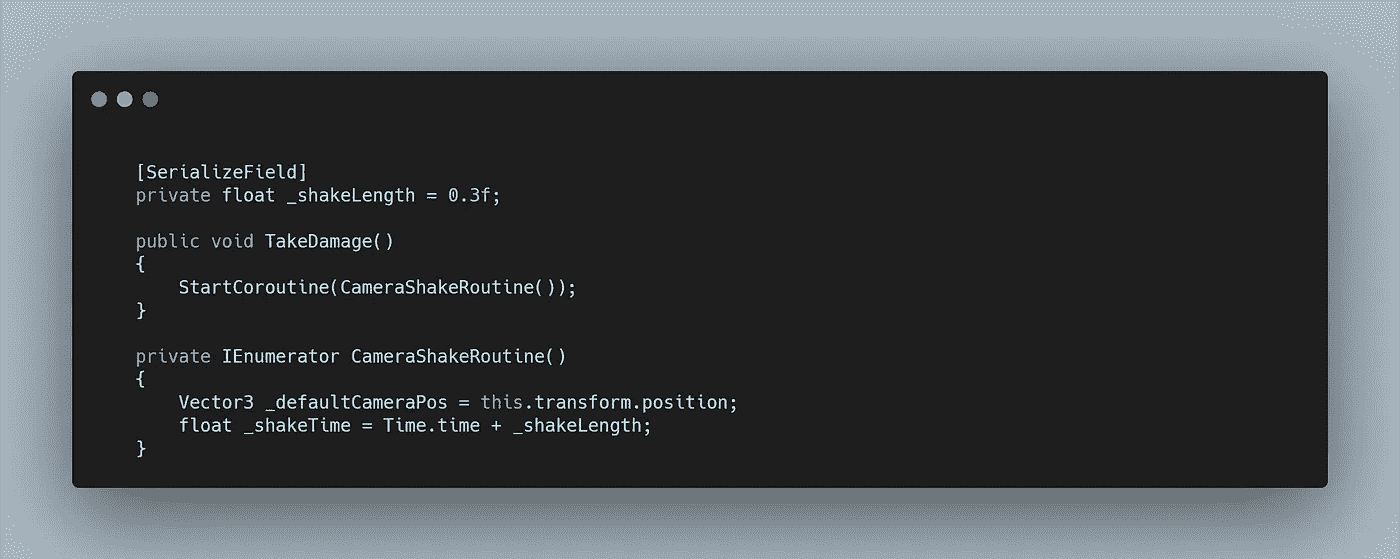 [SerializeField]
private float _shakeLength = 0.3f;
public void TakeDamage()
{
    StartCoroutine(CameraShakeRoutine());
}
private IEnumerator CameraShakeRoutine()
{
    Vector3 _defaultCameraPos = this.transform.position;
    float _shakeTime = Time.time + _shakeLength;
}